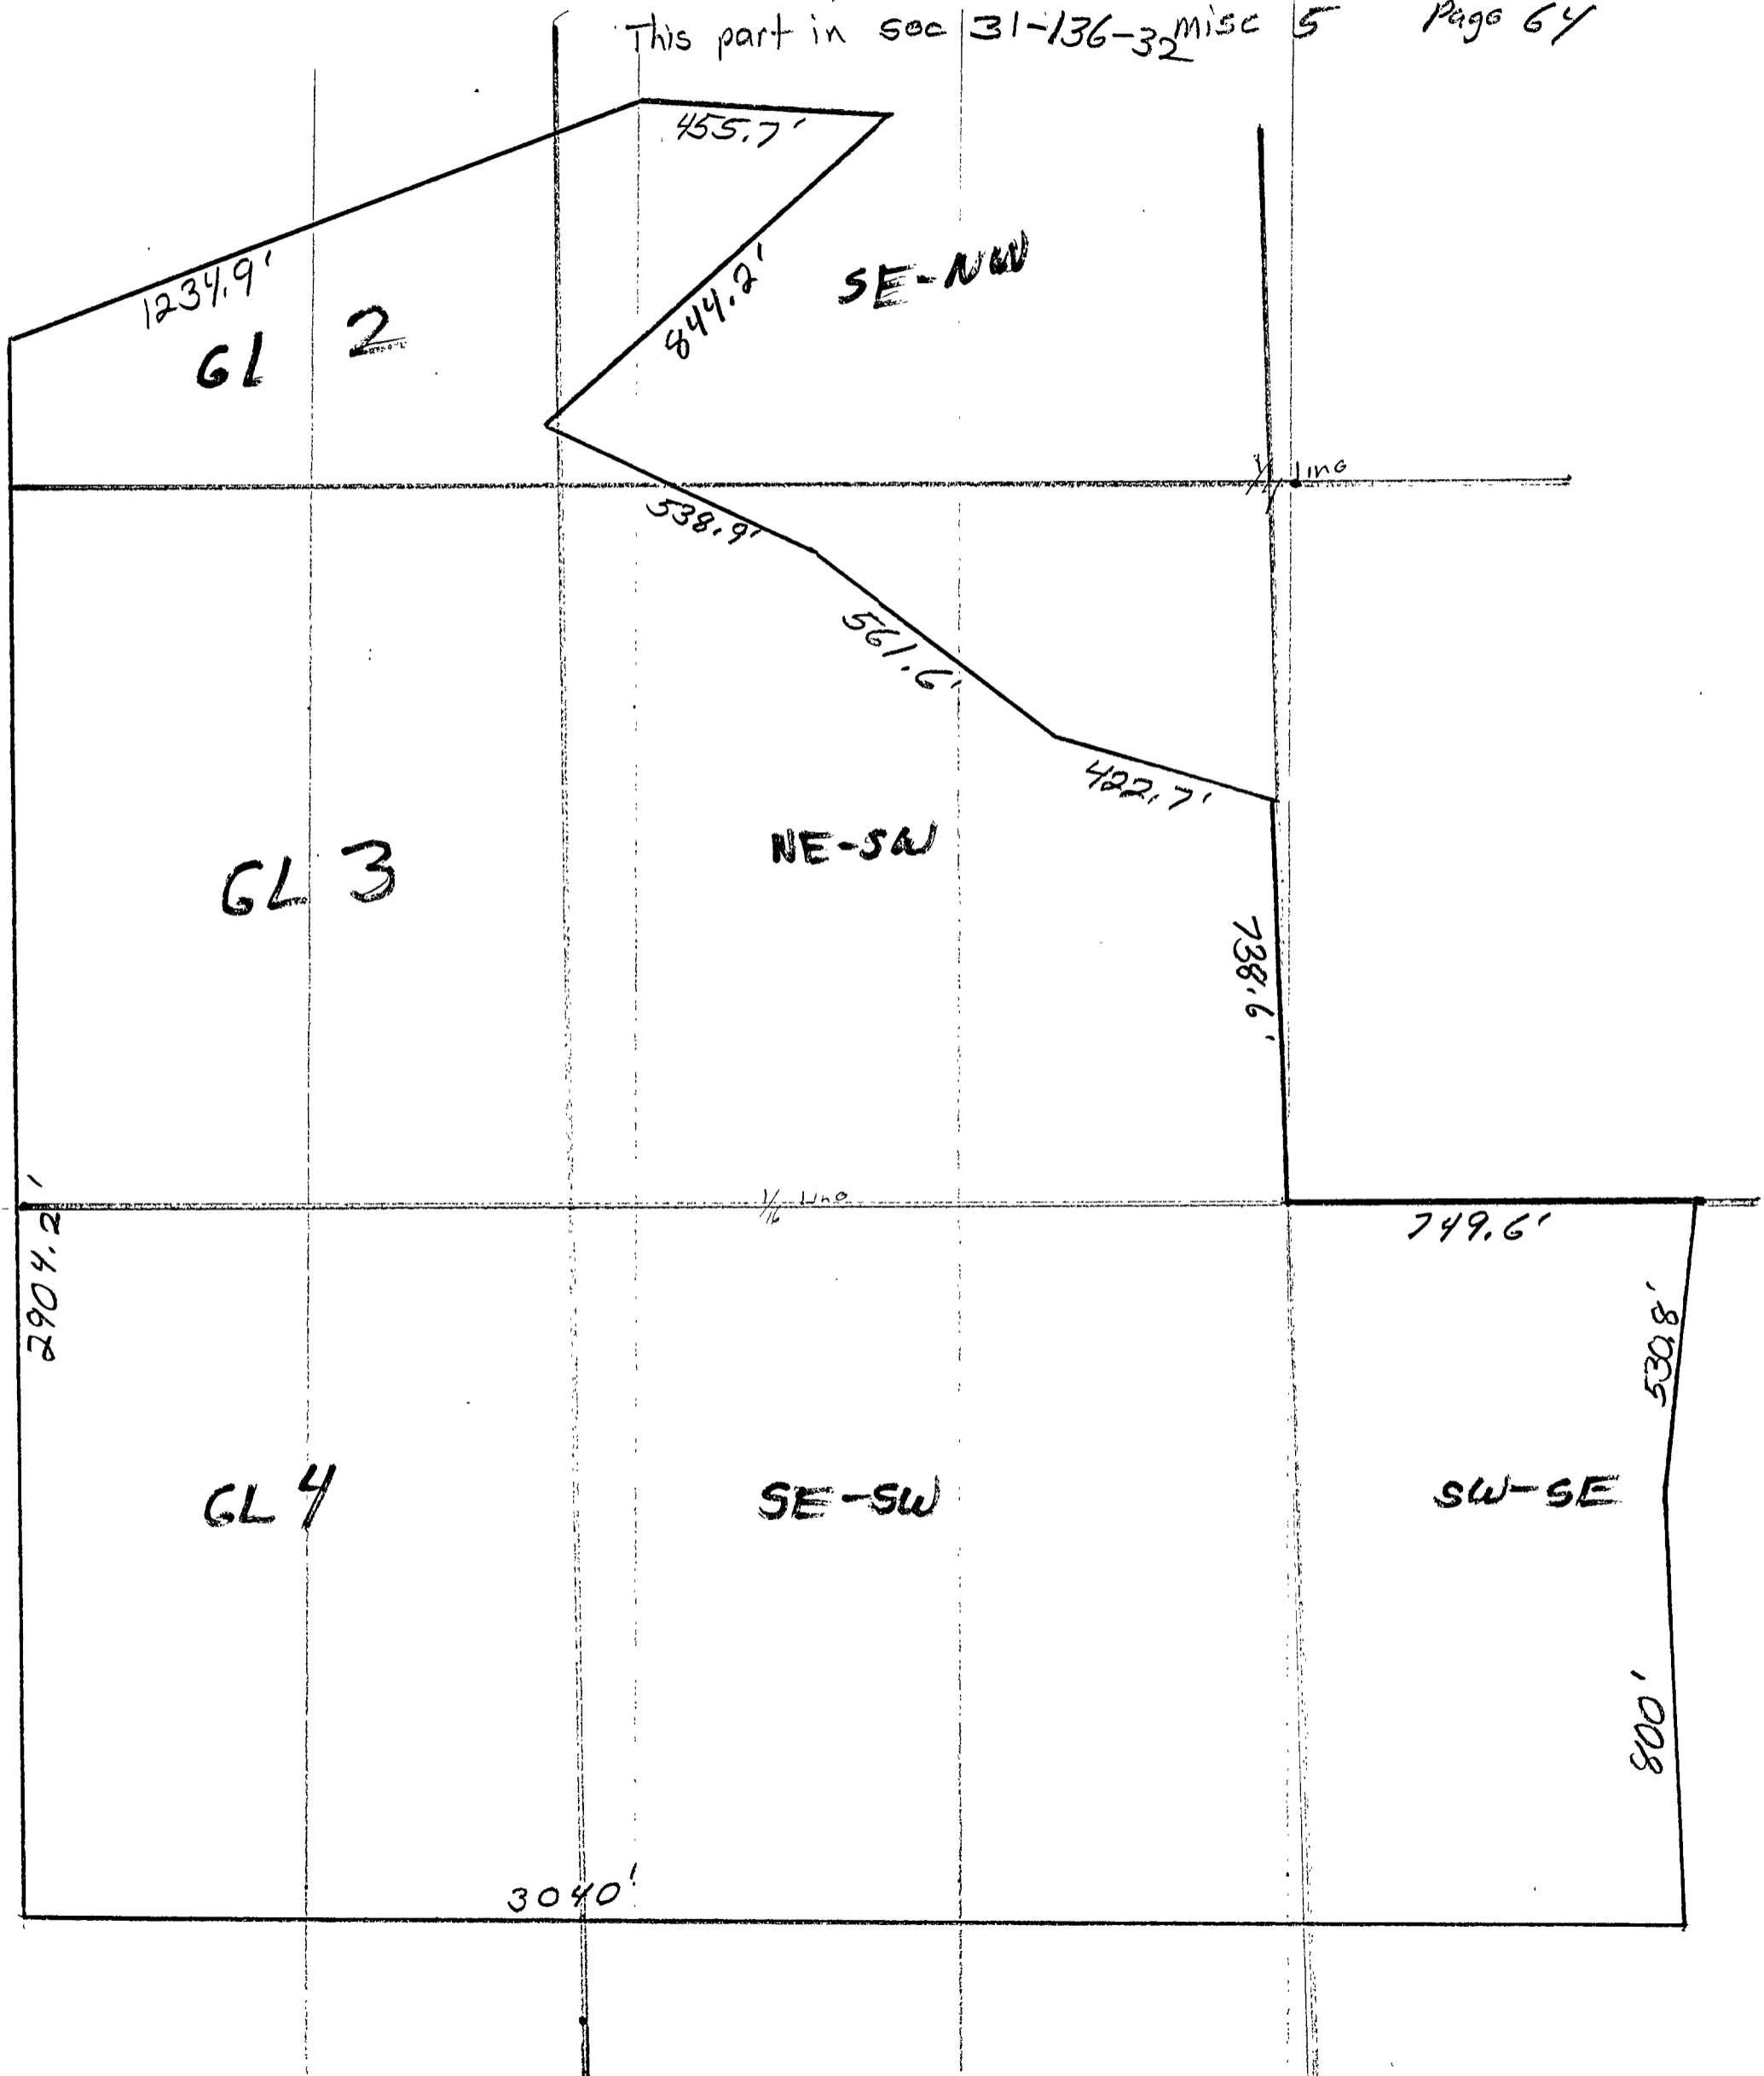 This part in sec 31-136-32 misc 5 Page 64
455.7'
1234.9'
844.2'
SE-NW
GL 2
1/4 line
538.9'
561.6'
422.7'
NE-SW
GL 3
738.6'
1/16 line
749.6'
2904.2'
530.8'
GL 4
SE-SW
SW-SE
800'
3040'